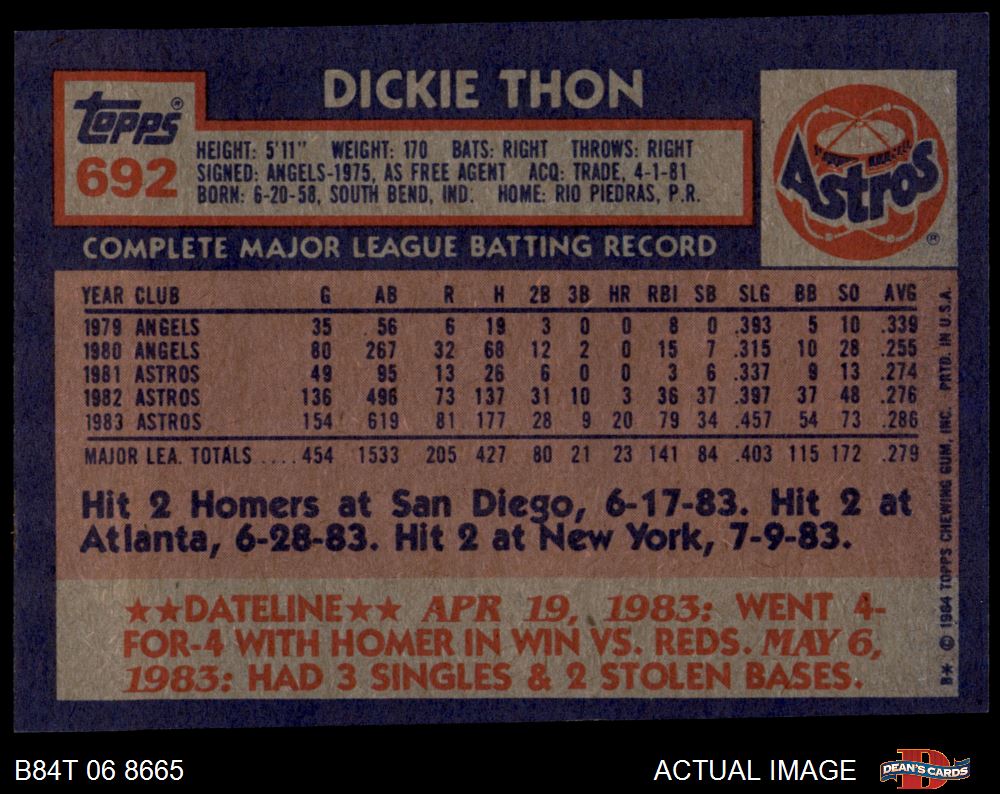 DICKIE THON
topps®
692
HEIGHT: 5'11" WEIGHT: 170 BATS: RIGHT THROWS: RIGHT
SIGNED: ANGELS-1975, AS FREE AGENT ACQ: TRADE, 4-1-81
BORN: 6-20-58, SOUTH BEND, IND. HOME: RIO PIEDRAS, P.R.
Astros
®
COMPLETE MAJOR LEAGUE BATTING RECORD
YEAR CLUB G AB R H 2B 3B HR RBI SB SLG BB SO AVG
1979 ANGELS 35 56 6 19 3 0 0 8 0 .393 5 10 .339
1980 ANGELS 80 267 32 68 12 2 0 15 7 .315 10 28 .255
1981 ASTROS 49 95 13 26 6 0 0 3 6 .337 9 13 .274
1982 ASTROS 136 496 73 137 31 10 3 36 37 .397 37 48 .276
1983 ASTROS 154 619 81 177 28 9 20 79 34 .457 54 73 .286
MAJOR LEA. TOTALS .... 454 1533 205 427 80 21 23 141 84 .403 115 172 .279
Hit 2 Homers at San Diego, 6-17-83. Hit 2 at
Atlanta, 6-28-83. Hit 2 at New York, 7-9-83.
★★DATELINE★★ APR 19, 1983: WENT 4-
FOR-4 WITH HOMER IN WIN VS. REDS. MAY 6,
1983: HAD 3 SINGLES & 2 STOLEN BASES.
B* © 1984 TOPPS CHEWING GUM, INC. PRTD. IN U.S.A.
B84T 06 8665
ACTUAL IMAGE
D
DEAN'S CARDS